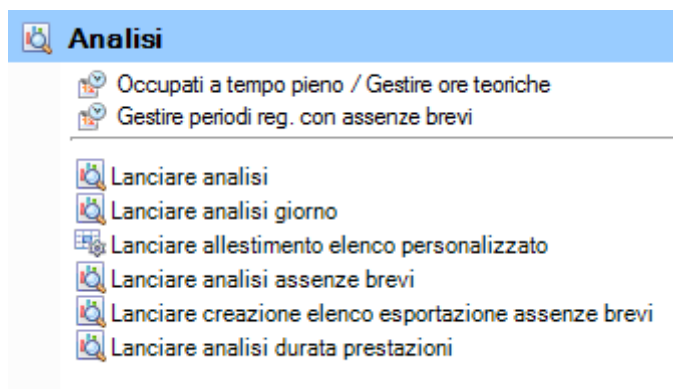 Analisi
Occupati a tempo pieno / Gestire ore teoriche
Gestire periodi reg. con assenze brevi
Lanciare analisi
Lanciare analisi giorno
Lanciare allestimento elenco personalizzato
Lanciare analisi assenze brevi
Lanciare creazione elenco esportazione assenze brevi
Lanciare analisi durata prestazioni